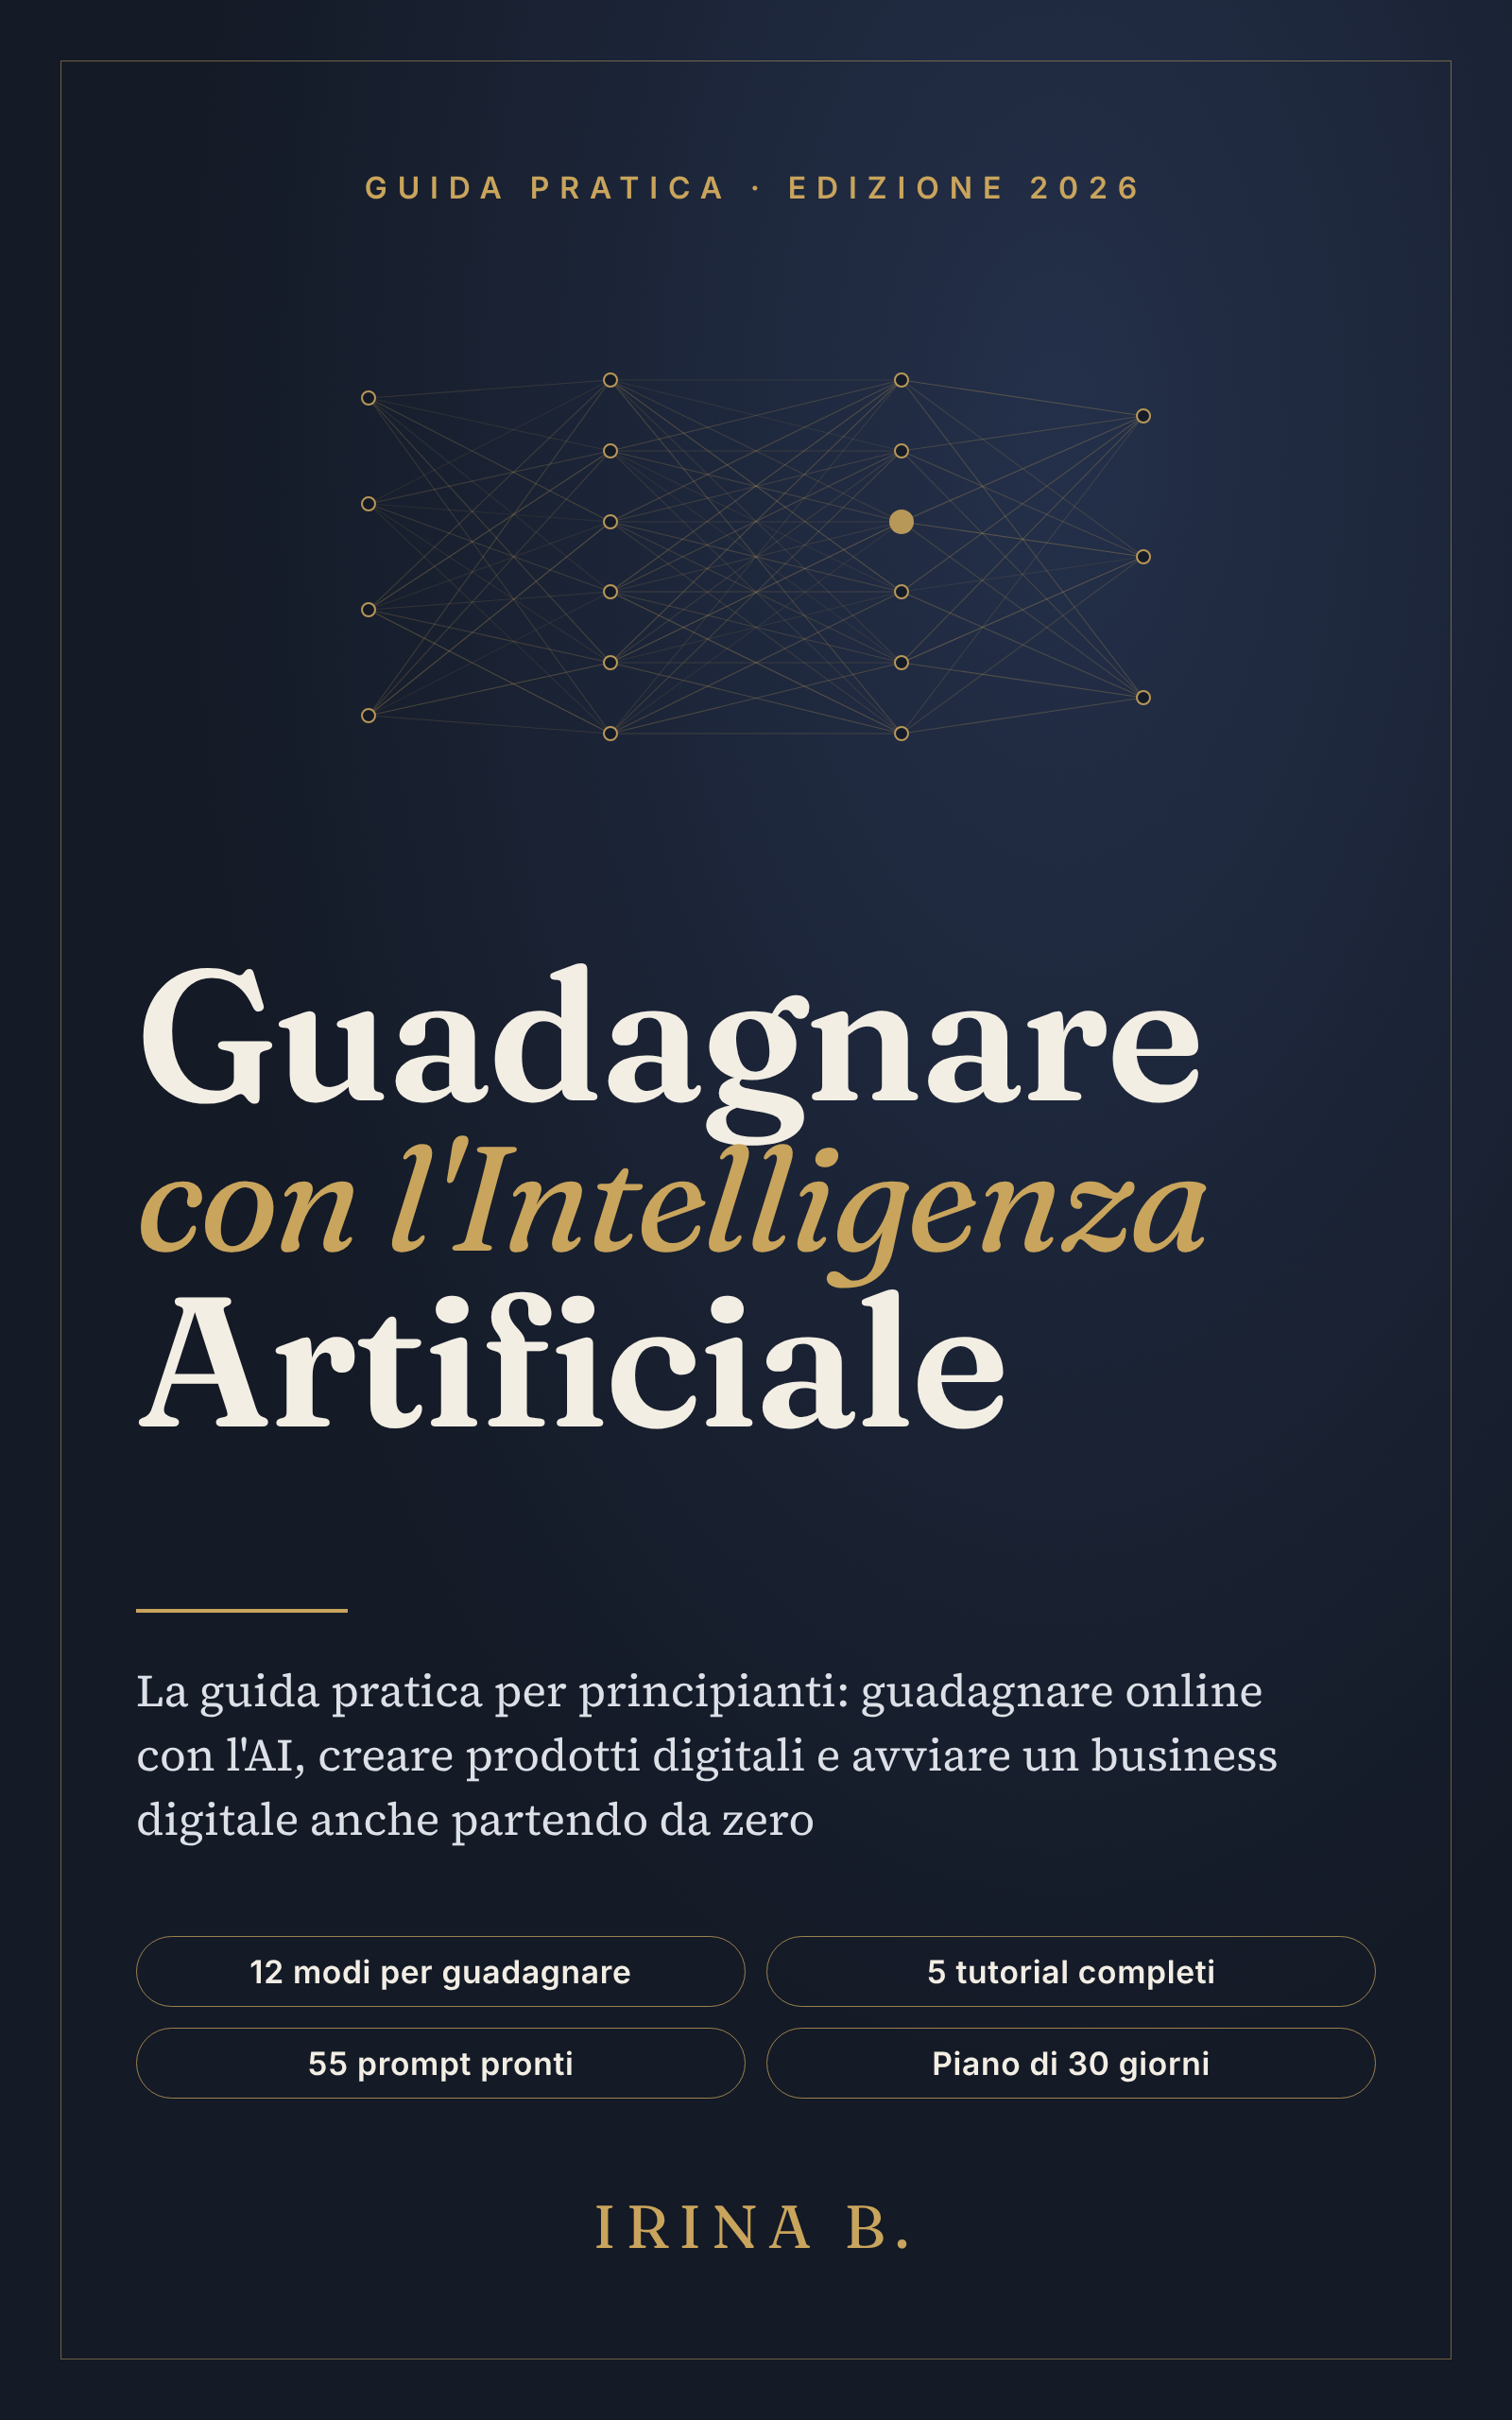 GUIDA PRATICA · EDIZIONE 2026
Guadagnare
con l'Intelligenza
Artificiale
La guida pratica per principianti: guadagnare online
con l'AI, creare prodotti digitali e avviare un business
digitale anche partendo da zero
12 modi per guadagnare
5 tutorial completi
55 prompt pronti
Piano di 30 giorni
IRINA B.